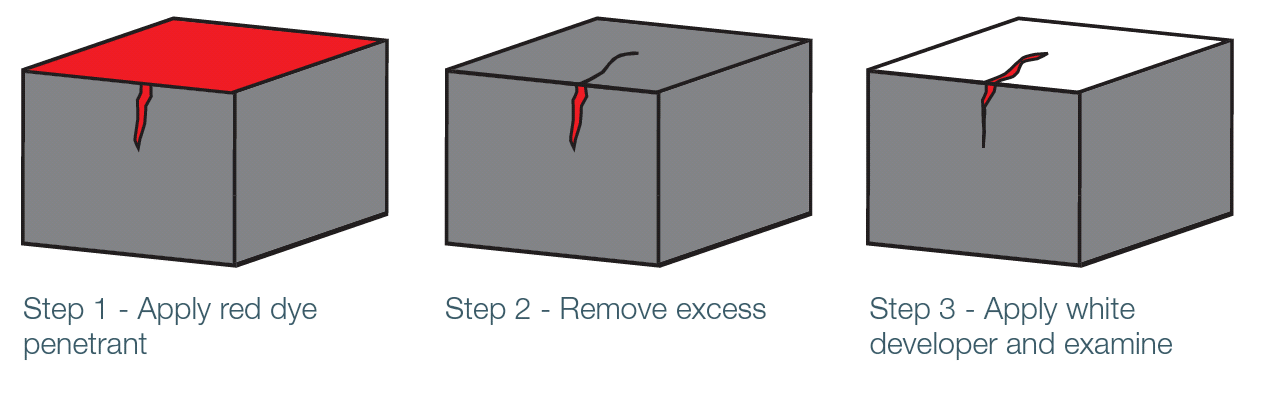 Step 1 - Apply red dye
penetrant
Step 2 - Remove excess
Step 3 - Apply white
developer and examine